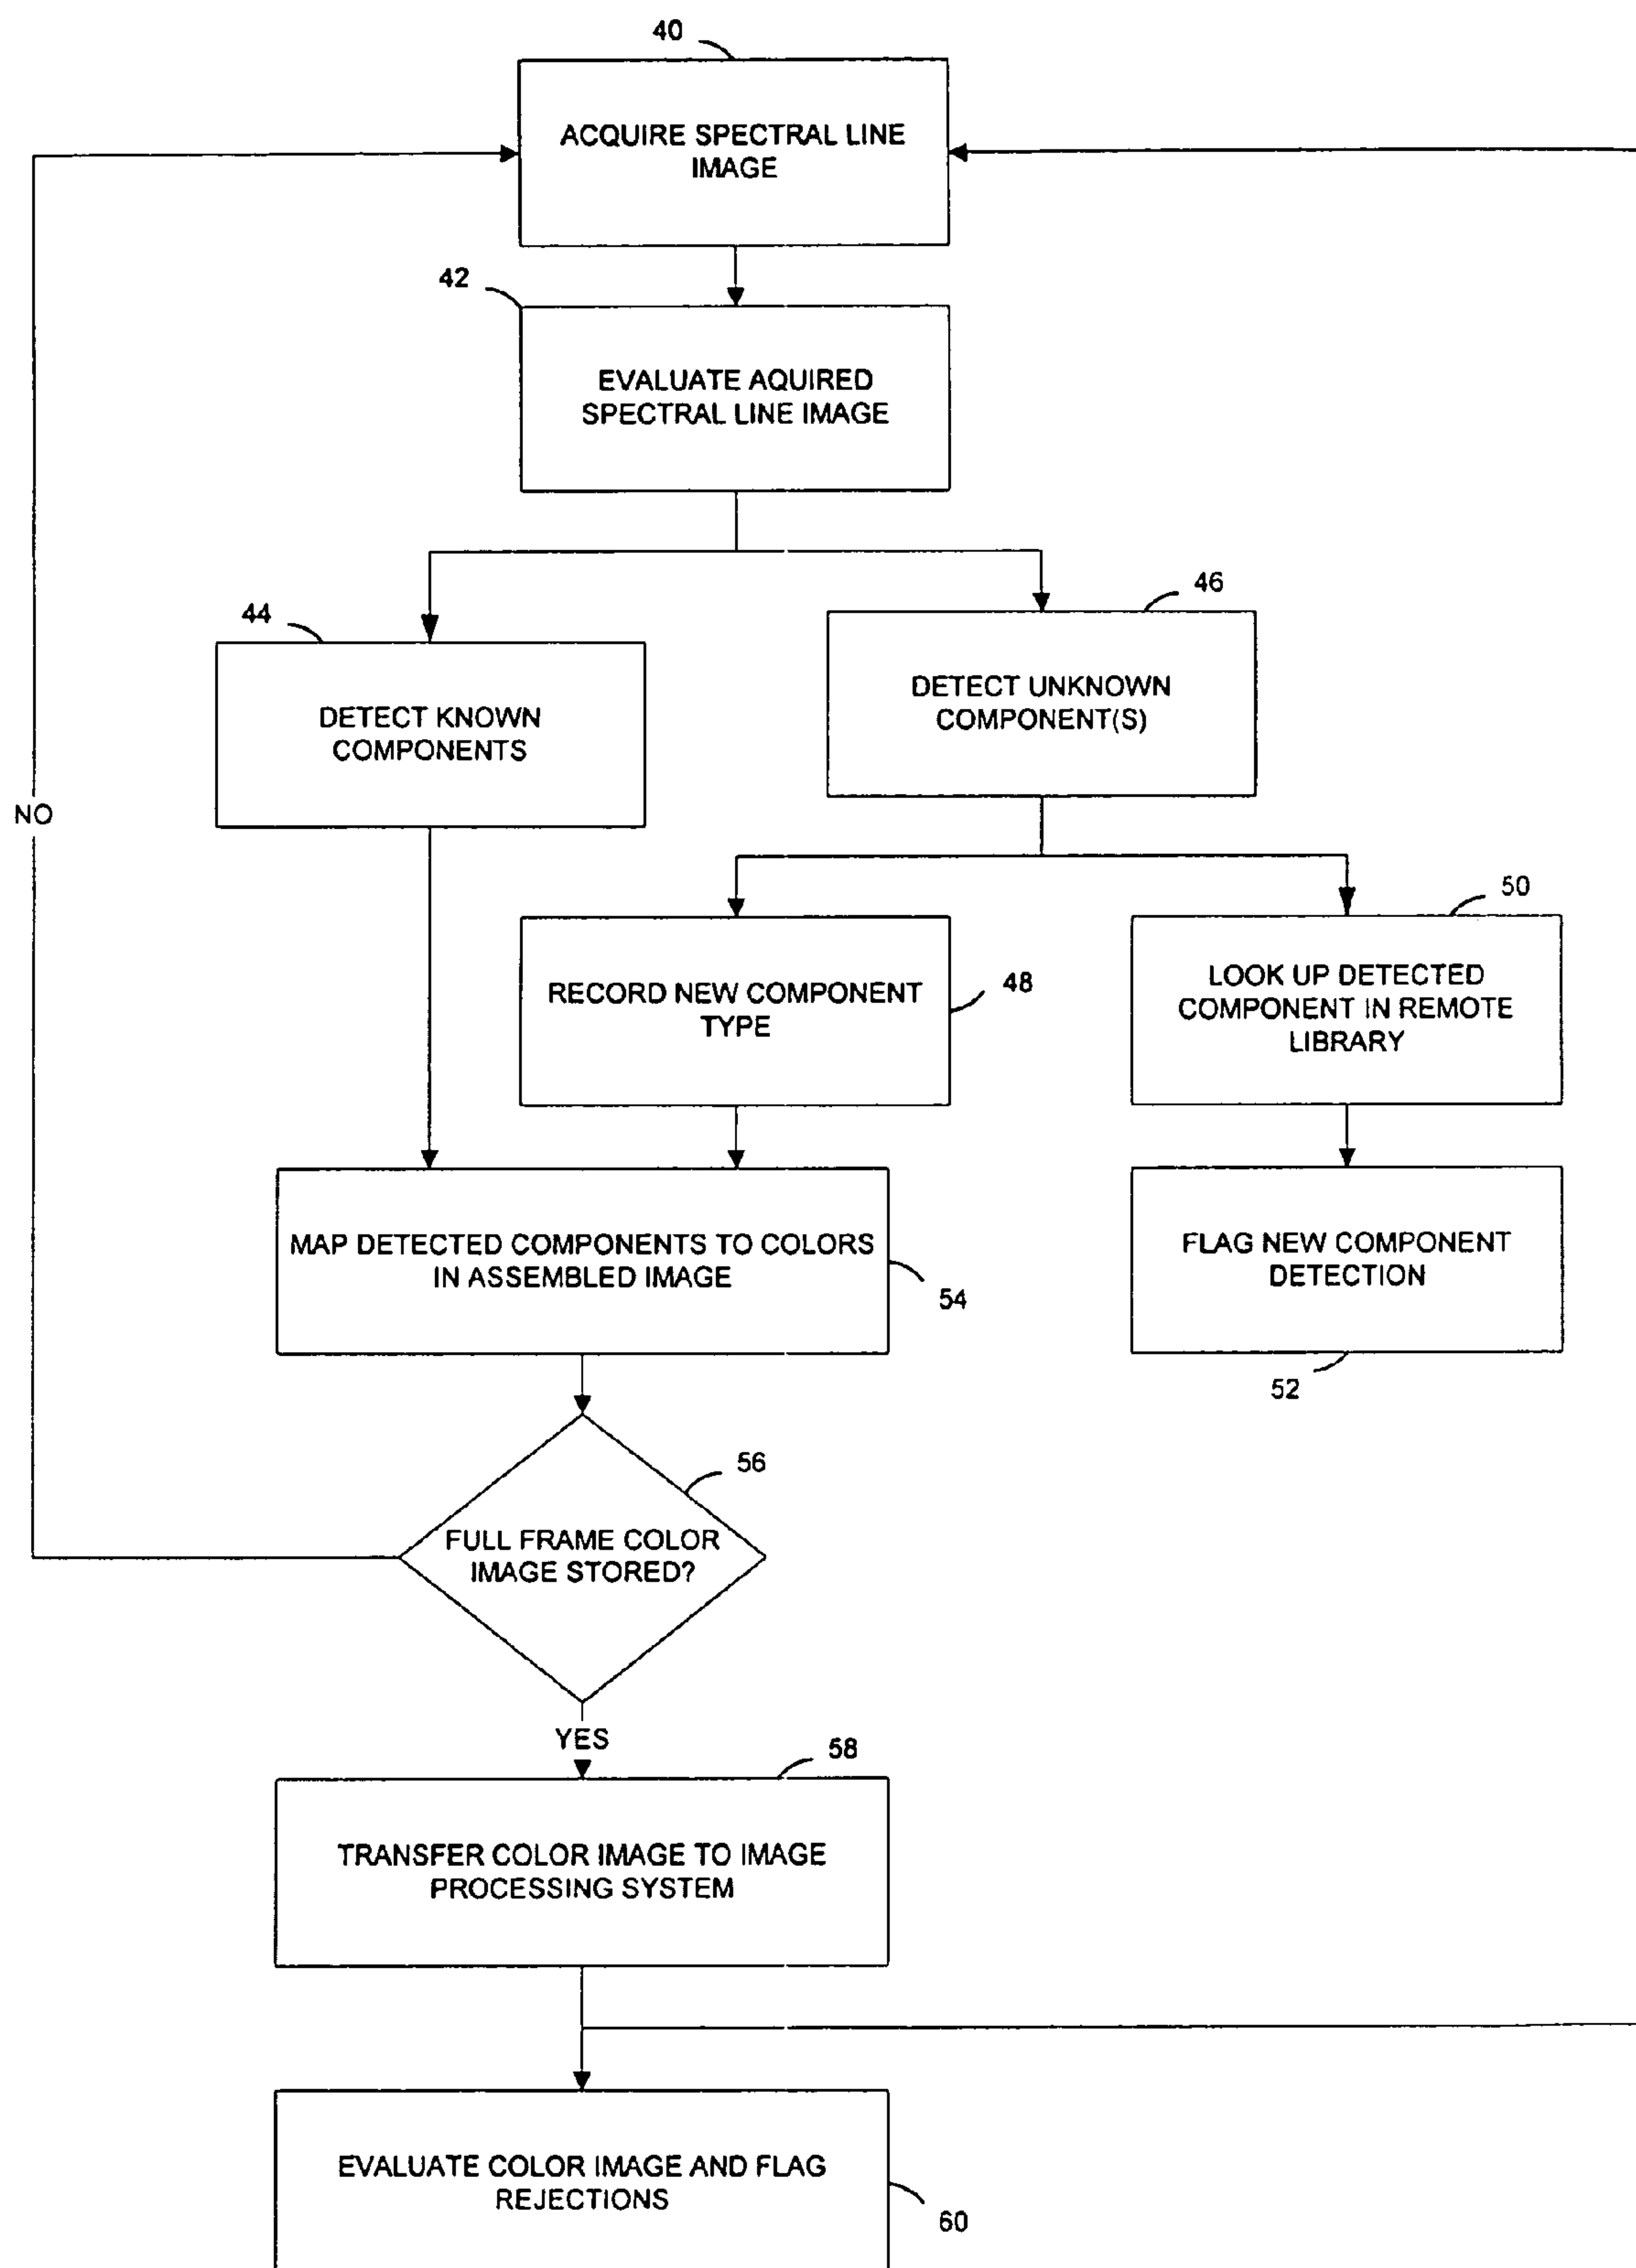 40
ACQUIRE SPECTRAL LINE
IMAGE
42
EVALUATE AQUIRED
SPECTRAL LINE IMAGE
44
DETECT KNOWN
COMPONENTS
46
DETECT UNKNOWN
COMPONENT(S)
NO
RECORD NEW COMPONENT
TYPE
48
50
LOOK UP DETECTED
COMPONENT IN REMOTE
LIBRARY
MAP DETECTED COMPONENTS TO COLORS
IN ASSEMBLED IMAGE
54
FLAG NEW COMPONENT
DETECTION
52
56
FULL FRAME COLOR
IMAGE STORED?
YES
58
TRANSFER COLOR IMAGE TO IMAGE
PROCESSING SYSTEM
EVALUATE COLOR IMAGE AND FLAG
REJECTIONS
60